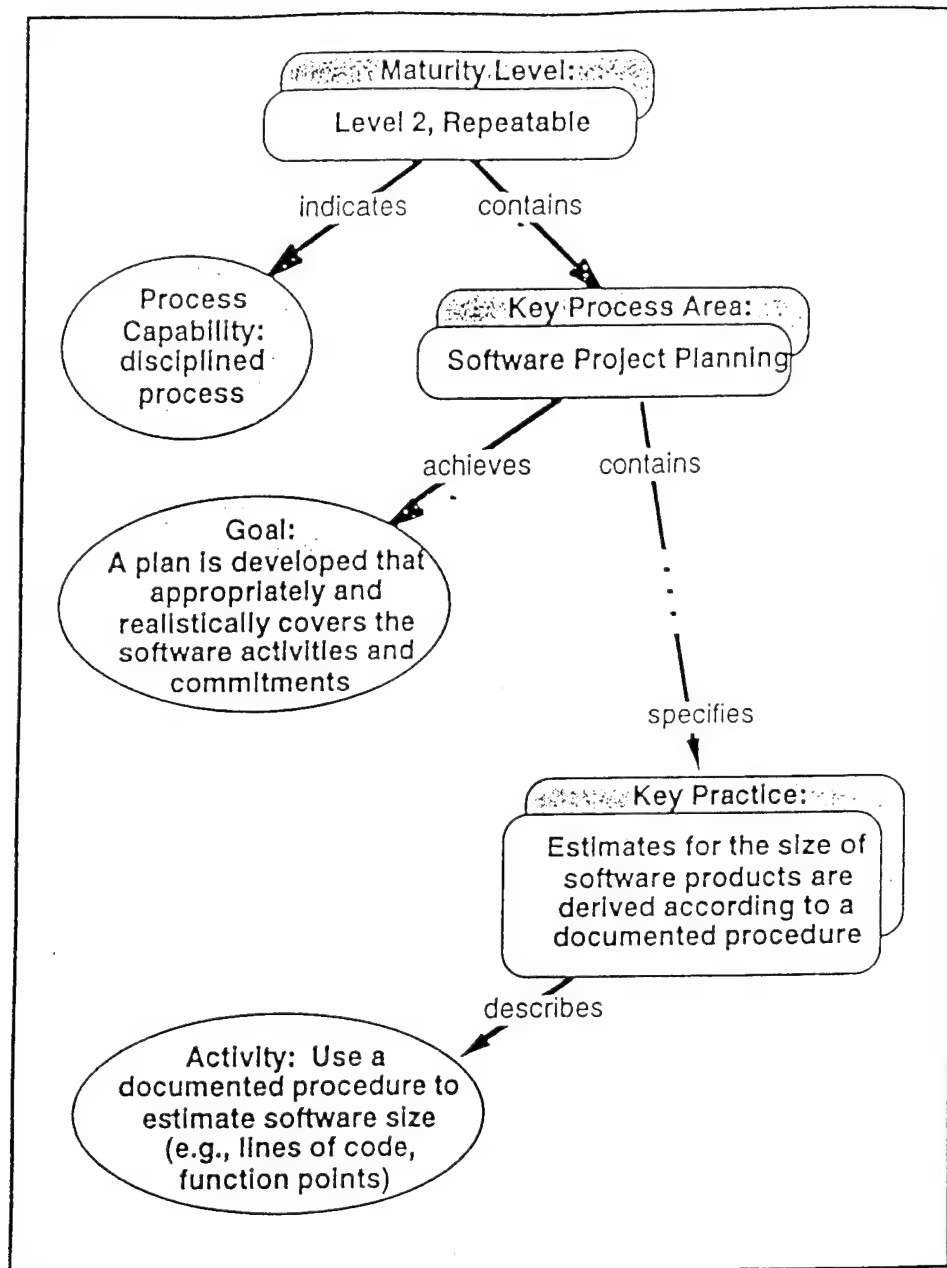 Maturity Level:
Level 2, Repeatable
indicates
contains
Process
Capability:
disciplined
process
Key Process Area:
Software Project Planning
achieves
contains
Goal:
A plan is developed that
appropriately and
realistically covers the
software activities and
commitments
specifies
Key Practice:
Estimates for the size of
software products are
derived according to a
documented procedure
describes
Activity: Use a
documented procedure to
estimate software size
(e.g., lines of code,
function points)